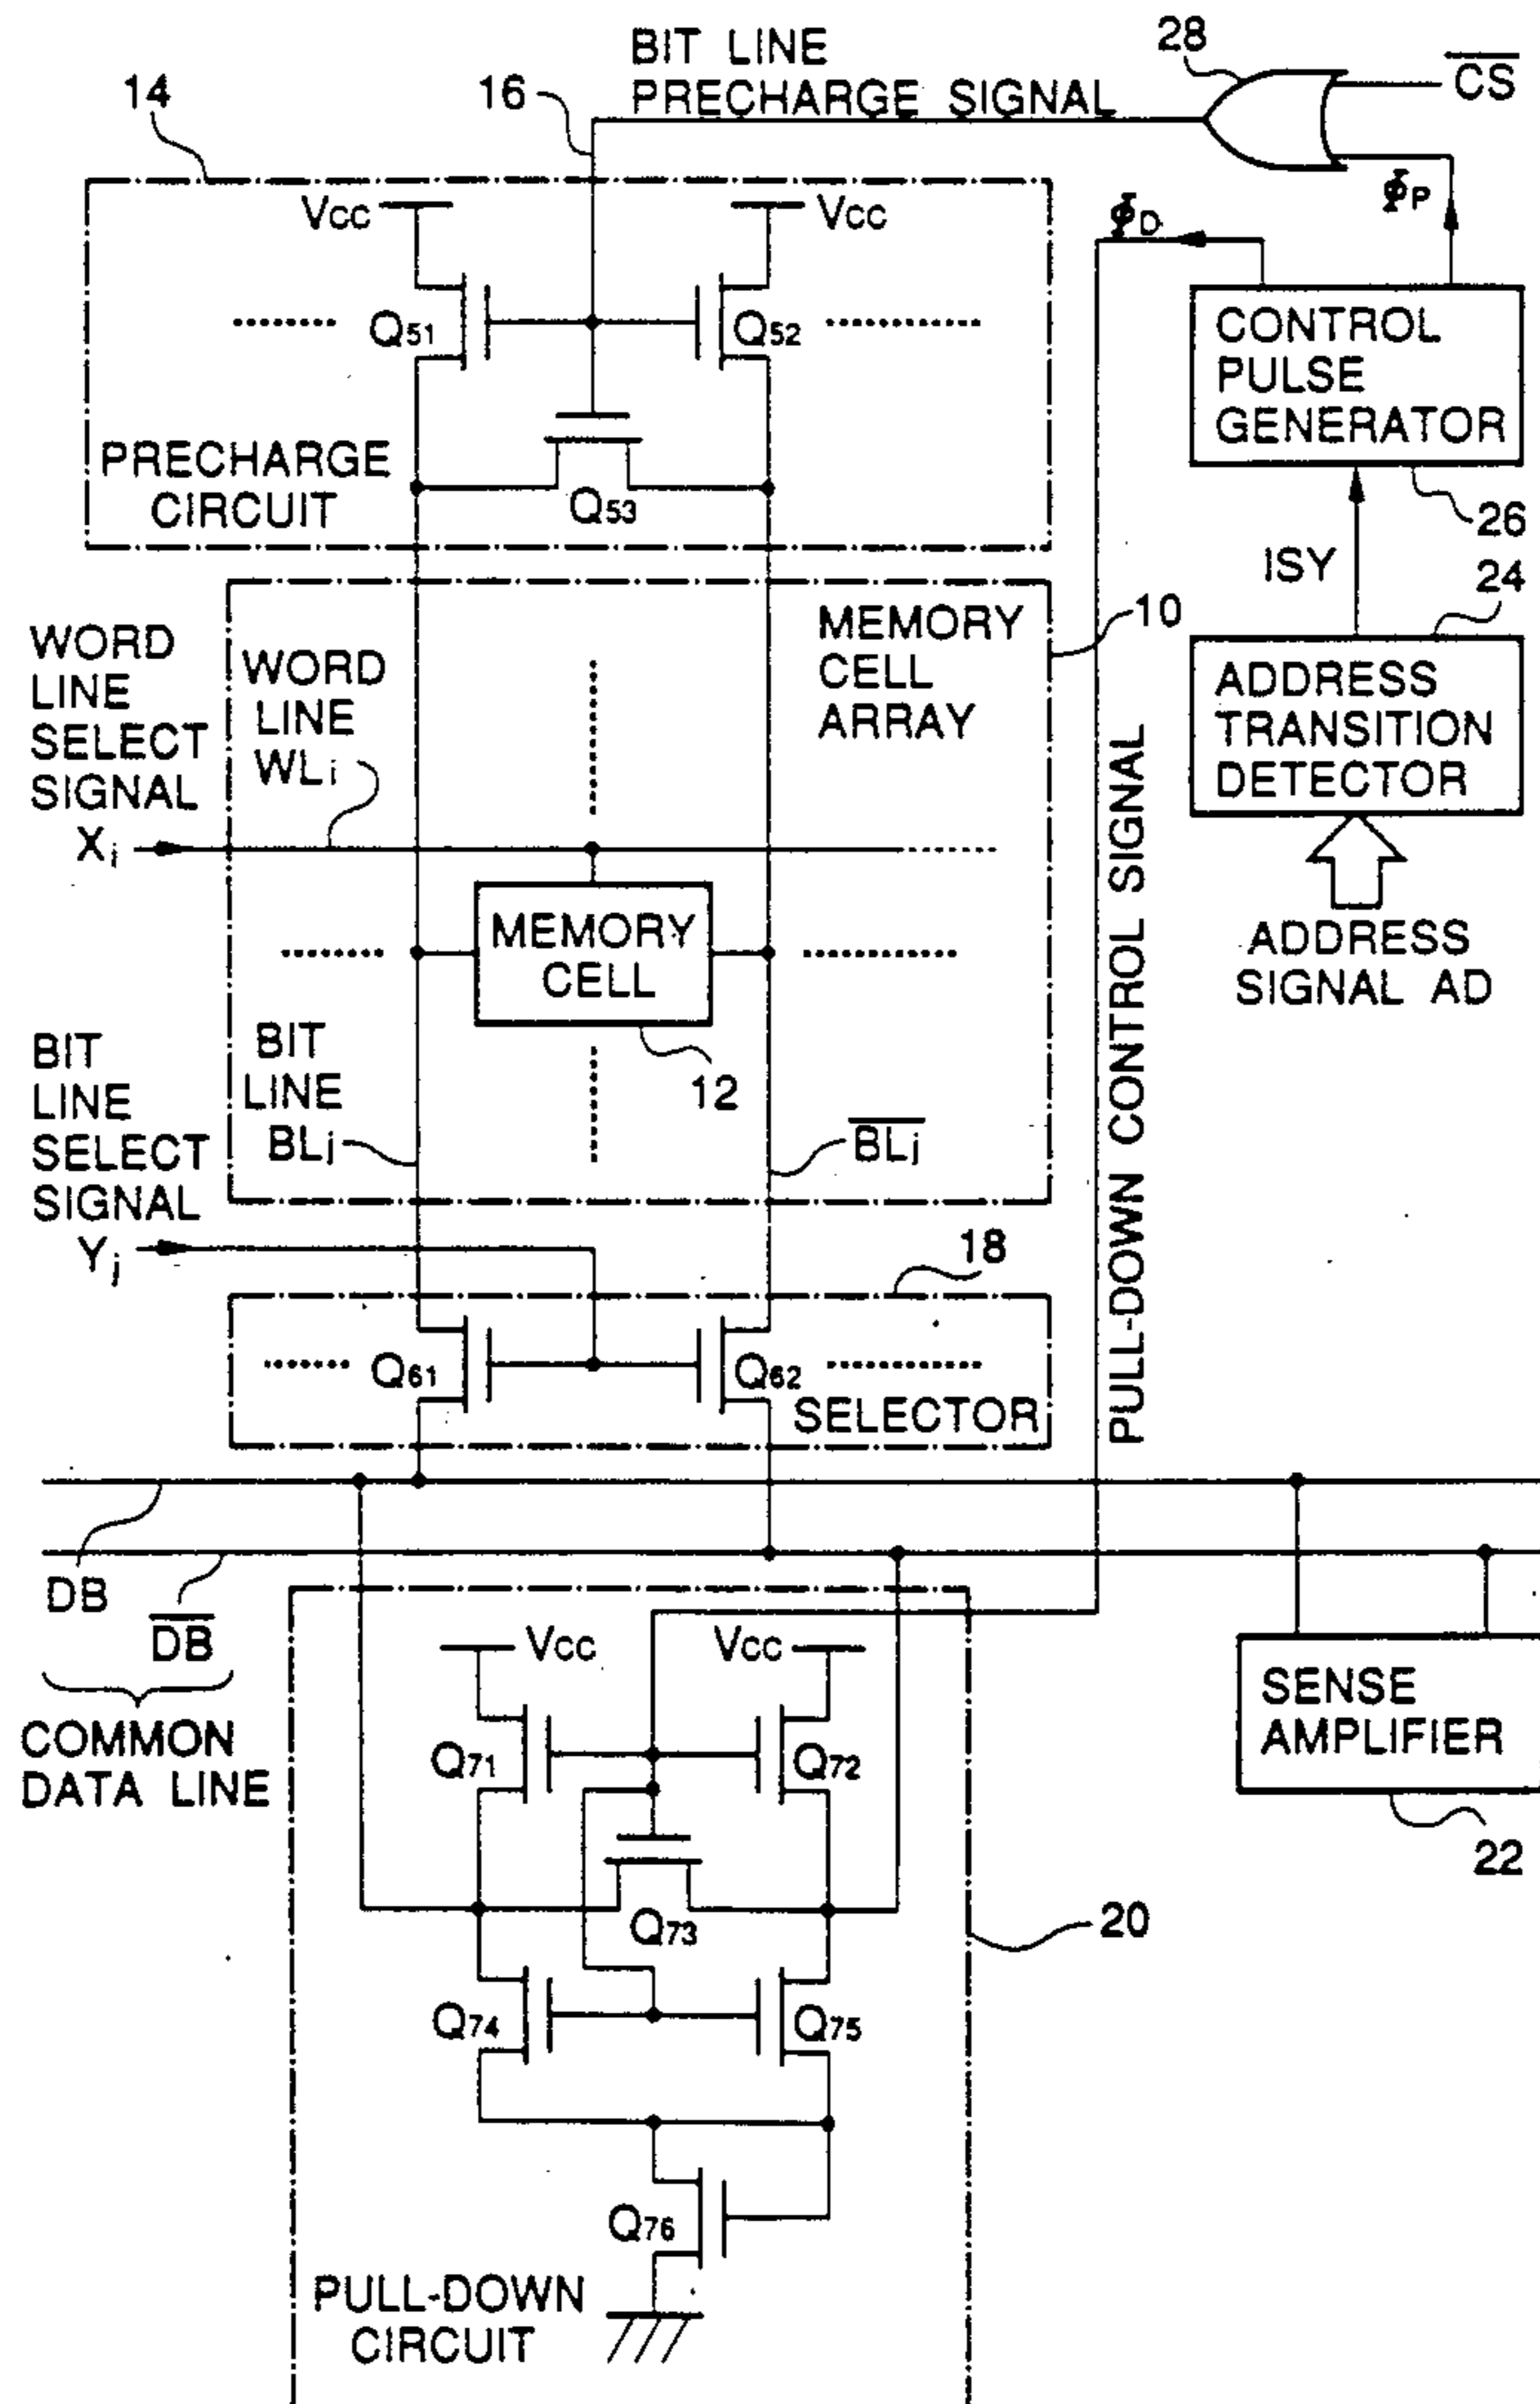 BIT LINE
PRECHARGE SIGNAL
28
CS
14
16
ΦP
ΦD
Vcc
Vcc
Q51
Q52
CONTROL
PULSE
GENERATOR
PRECHARGE
CIRCUIT
Q53
26
ISY
24
WORD
LINE
SELECT
SIGNAL
Xi
WORD
LINE
WLi
MEMORY
CELL
ARRAY
10
ADDRESS
TRANSITION
DETECTOR
MEMORY
CELL
ADDRESS
SIGNAL AD
12
BIT
LINE
SELECT
SIGNAL
Yj
BIT
LINE
BLj
BLj
PULL-DOWN CONTROL SIGNAL
18
Q61
Q62
SELECTOR
DB
DB
COMMON
DATA LINE
Vcc
Vcc
SENSE
AMPLIFIER
22
Q71
Q72
Q73
20
Q74
Q75
Q76
PULL-DOWN
CIRCUIT